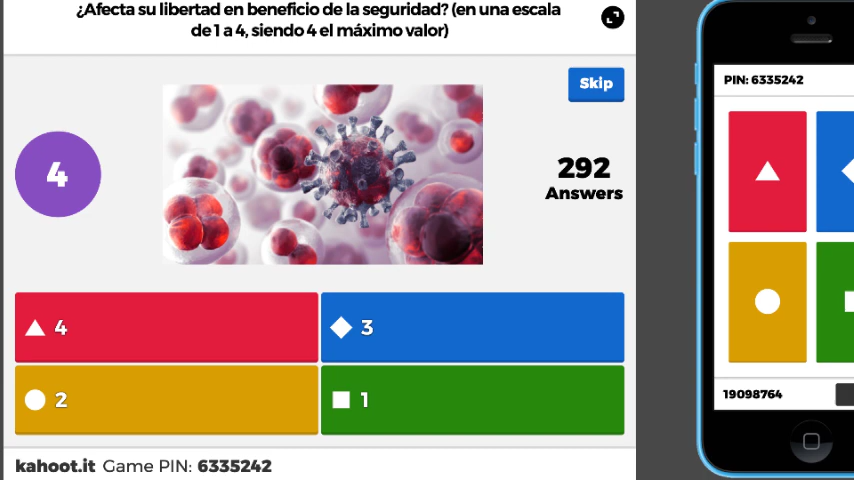 ¿Afecta su libertad en beneficio de la seguridad? (en una escala
de 1 a 4, siendo 4 el máximo valor)
Skip
4
292
Answers
4
3
2
1
kahoot.it Game PIN: 6335242
PIN: 6335242
19098764